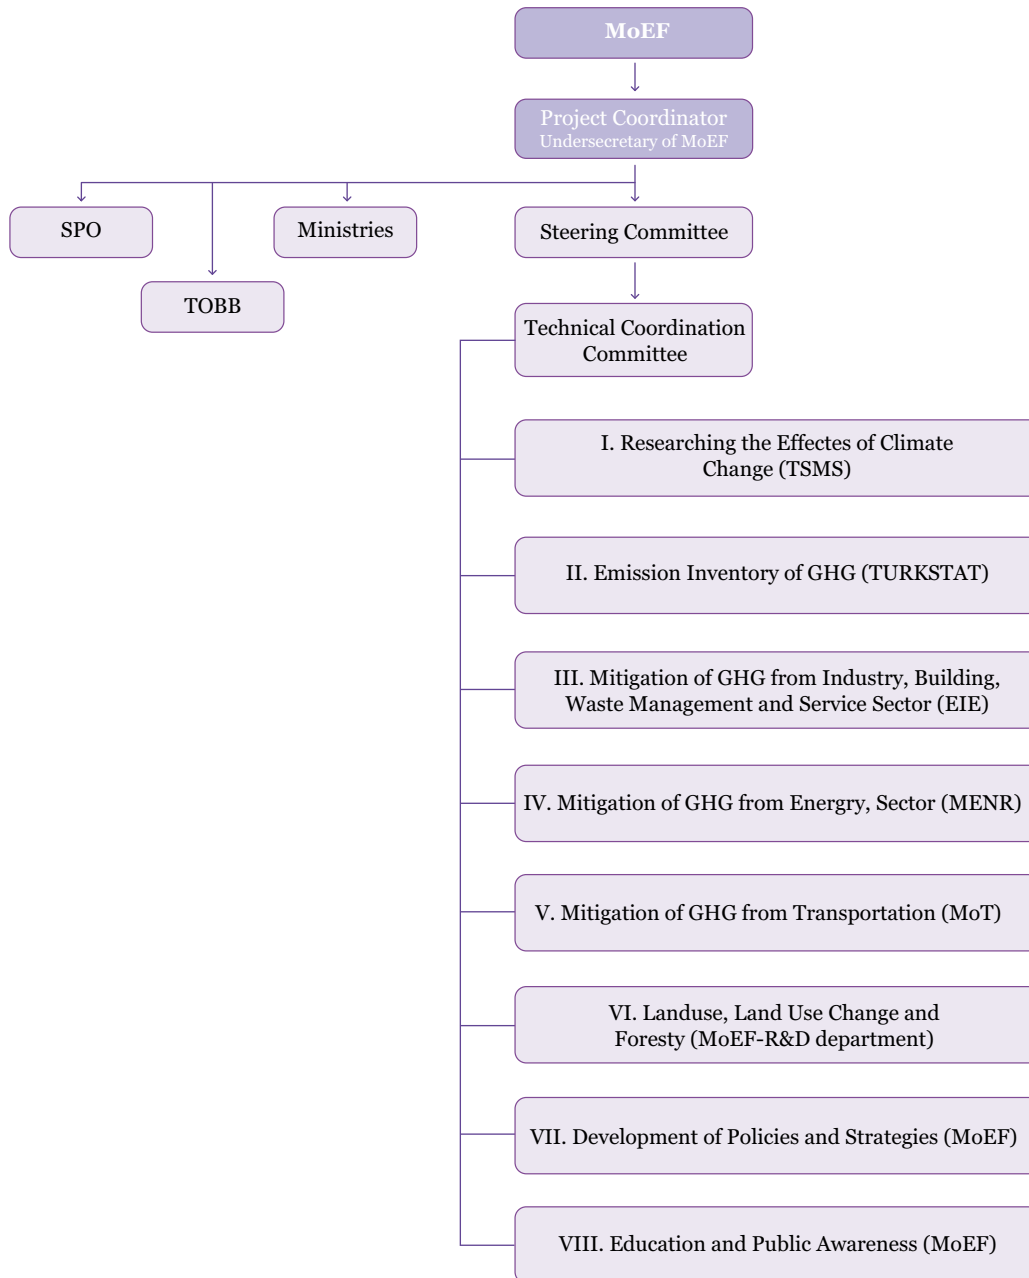 MoEF
Project Coordinator
Undersecretary of MoEF
SPO
Ministries
Steering Committee
TOBB
Technical Coordination
Committee
I. Researching the Effectes of Climate
Change (TSMS)
II. Emission Inventory of GHG (TURKSTAT)
III. Mitigation of GHG from Industry, Building,
Waste Management and Service Sector (EIE)
IV. Mitigation of GHG from Energry, Sector (MENR)
V. Mitigation of GHG from Transportation (MoT)
VI. Landuse, Land Use Change and
Foresty (MoEF-R&D department)
VII. Development of Policies and Strategies (MoEF)
VIII. Education and Public Awareness (MoEF)